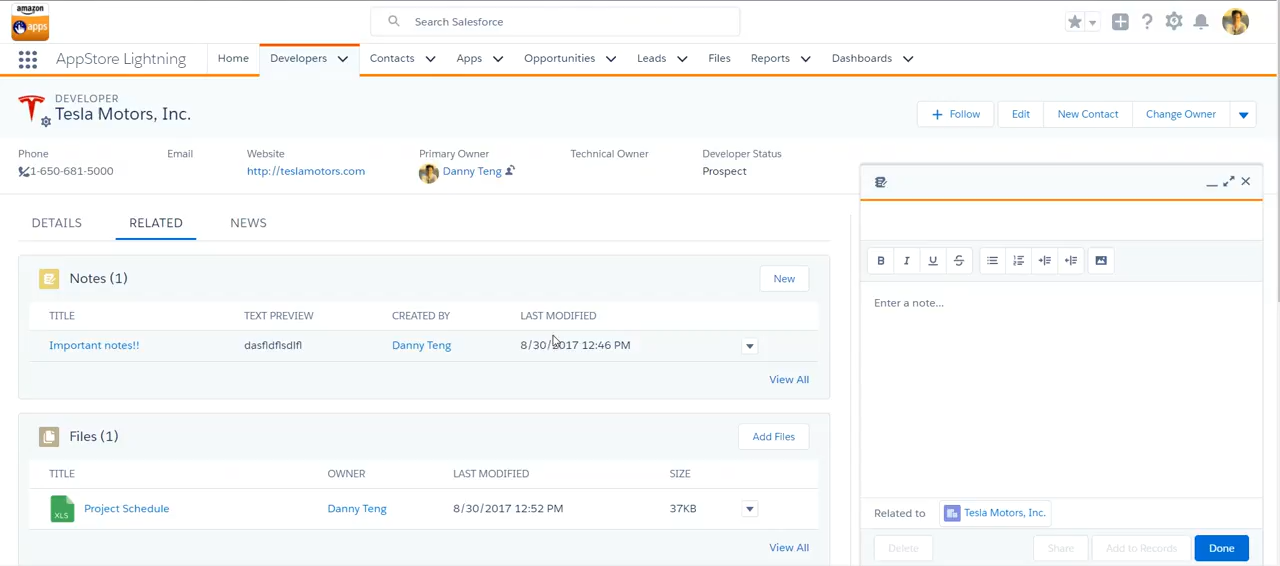 amazon
apps
Search Salesforce
AppStore Lightning
Home
Developers
Contacts
Apps
Opportunities
Leads
Files
Reports
Dashboards
DEVELOPER
Tesla Motors, Inc.
Follow
Edit
New Contact
Change Owner
Phone
Email
Website
Primary Owner
Technical Owner
Developer Status
1-650-681-5000
http://teslamotors.com
Danny Teng
Prospect
DETAILS
RELATED
NEWS
Notes (1)
New
TITLE
TEXT PREVIEW
CREATED BY
LAST MODIFIED
Important notes!!
dasfldflsdlfl
Danny Teng
8/30/2017 12:46 PM
View All
Files (1)
Add Files
TITLE
OWNER
LAST MODIFIED
SIZE
XLS
Project Schedule
Danny Teng
8/30/2017 12:52 PM
37KB
View All
B
I
U
S
Enter a note...
Related to
Tesla Motors, Inc.
Delete
Share
Add to Records
Done